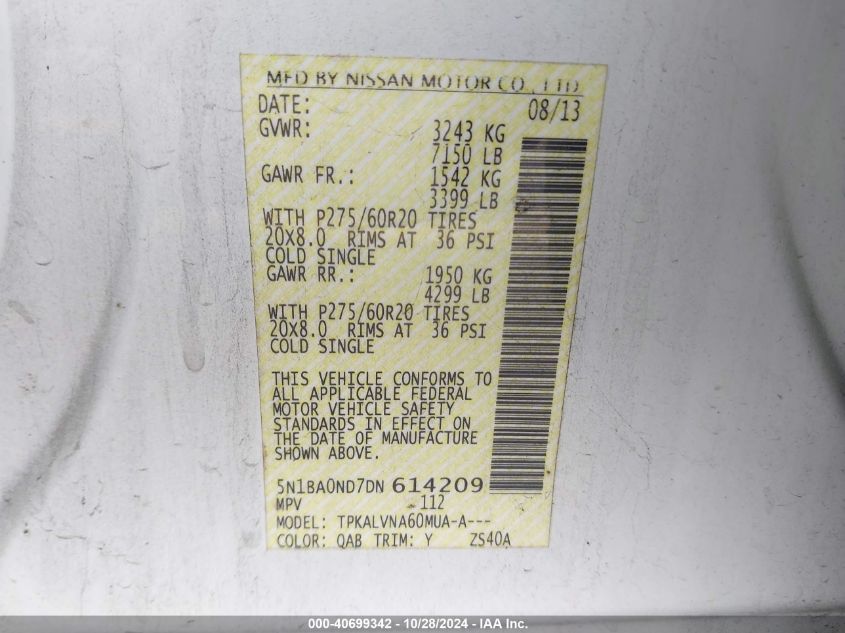 MFD BY NISSAN MOTOR CO., LTD
DATE: 08/13
GVWR: 3243 KG
7150 LB
GAWR FR.: 1542 KG
3399 LB
WITH P275/60R20 TIRES
20X8.0 RIMS AT 36 PSI
COLD SINGLE
GAWR RR.: 1950 KG
4299 LB
WITH P275/60R20 TIRES
20X8.0 RIMS AT 36 PSI
COLD SINGLE
THIS VEHICLE CONFORMS TO
ALL APPLICABLE FEDERAL
MOTOR VEHICLE SAFETY
STANDARDS IN EFFECT ON
THE DATE OF MANUFACTURE
SHOWN ABOVE.
5N1BA0ND7DN 614209
MPV 112
MODEL: TPKALVNA60MUA-A---
COLOR: QAB TRIM: Y ZS40A
000-40699342 - 10/28/2024 - IAA Inc.